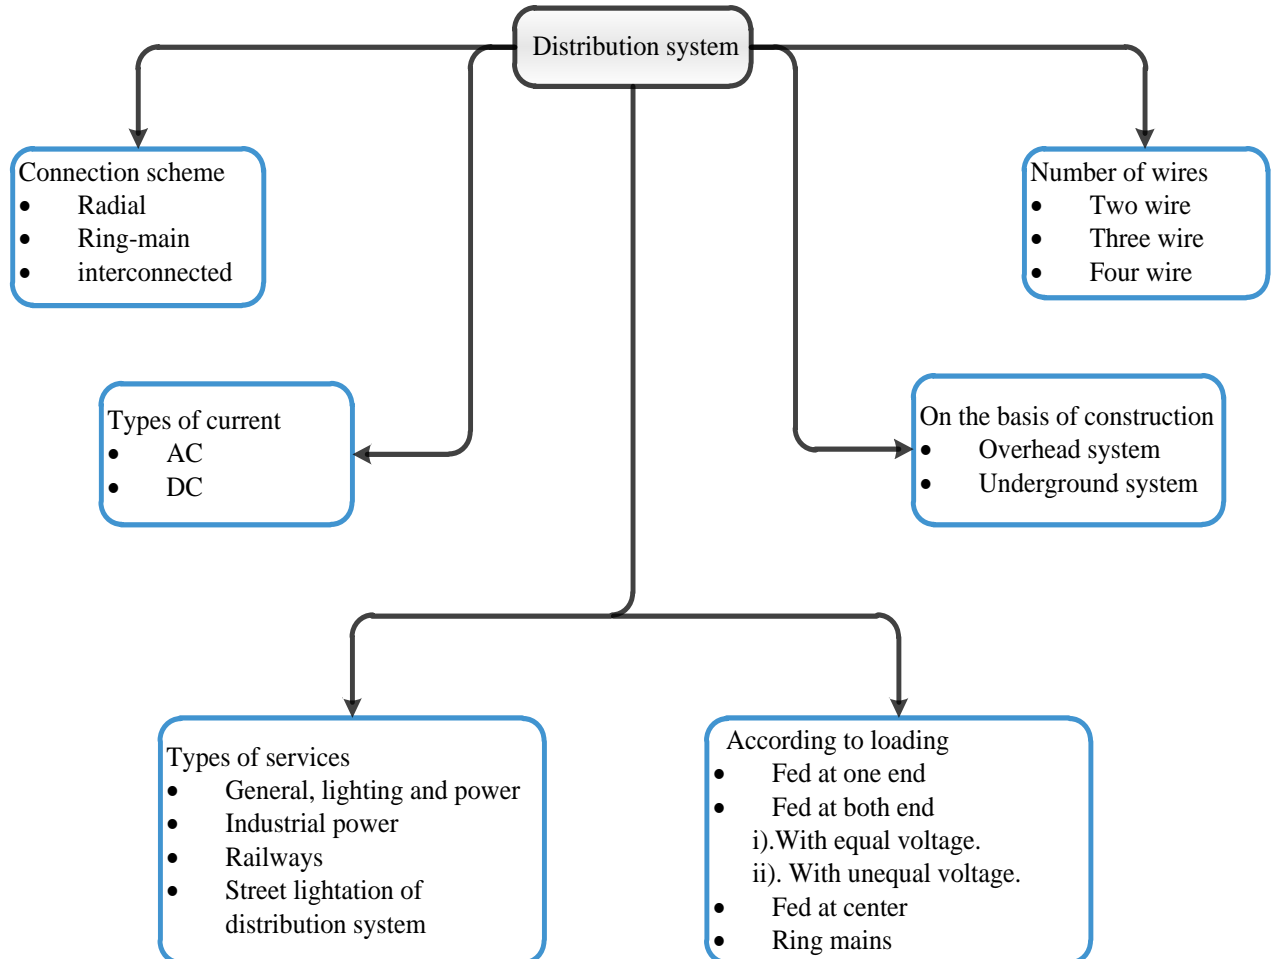 Distribution system
Connection scheme
• Radial
• Ring-main
• interconnected
Number of wires
• Two wire
• Three wire
• Four wire
Types of current
• AC
• DC
On the basis of construction
• Overhead system
• Underground system
Types of services
• General, lighting and power
• Industrial power
• Railways
• Street lightation of
distribution system
According to loading
• Fed at one end
• Fed at both end
i).With equal voltage.
ii). With unequal voltage.
• Fed at center
• Ring mains